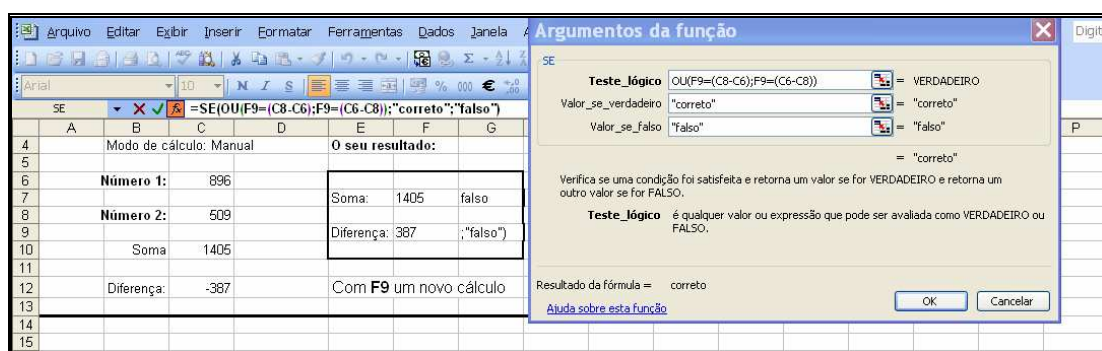 Arquivo Editar Exibir Inserir Formatar Ferramentas Dados Janela
Digit
Arial 10 N I S % 000 €
SE =SE(OU(F9=(C8-C6);F9=(C6-C8));"correto";"falso")
A B C D E F G P
4 Modo de cálculo: Manual O seu resultado:
5
6 Número 1: 896
7 Soma: 1405 falso
8 Número 2: 509
9 Diferença: 387 ;"falso")
10 Soma 1405
11
12 Diferença: -387 Com F9 um novo cálculo
13
14
15
Argumentos da função
SE
Teste_lógico OU(F9=(C8-C6);F9=(C6-C8)) = VERDADEIRO
Valor_se_verdadeiro "correto" = "correto"
Valor_se_falso "falso" = "falso"
= "correto"
Verifica se uma condição foi satisfeita e retorna um valor se for VERDADEIRO e retorna um
outro valor se for FALSO.
Teste_lógico é qualquer valor ou expressão que pode ser avaliada como VERDADEIRO ou
FALSO.
Resultado da fórmula = correto
Ajuda sobre esta função
OK Cancelar